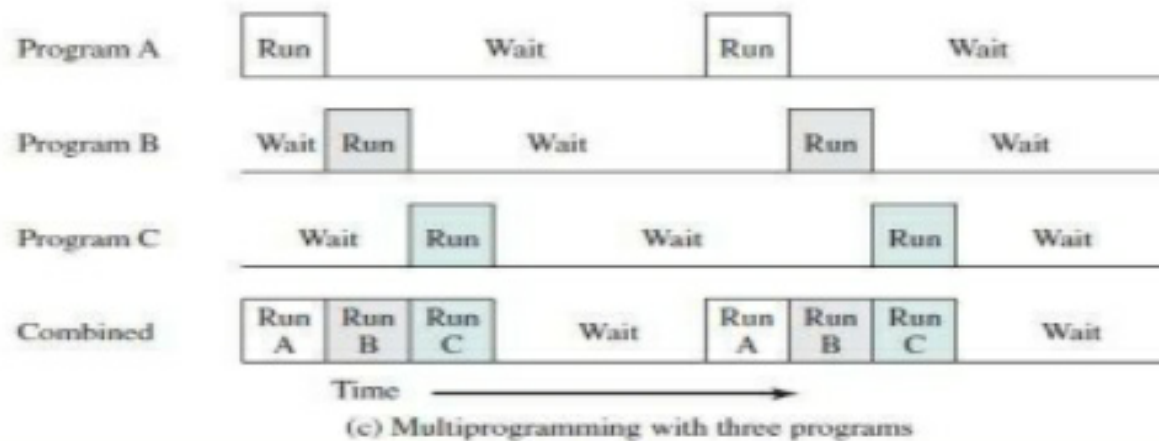 Program A Run Wait Run Wait
Program B Wait Run Wait Run Wait
Program C Wait Run Wait Run Wait
Combined Run A Run B Run C Wait Run A Run B Run C Wait
Time
(c) Multiprogramming with three programs